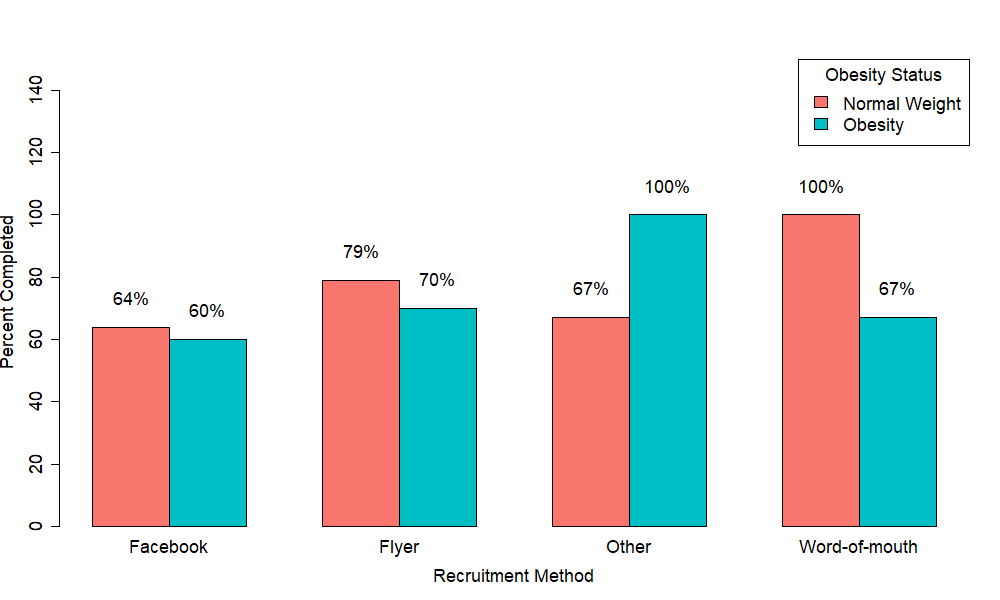 Obesity Status
Normal Weight
Obesity
Percent Completed
140
120
100
80
60
40
20
0
64%
60%
79%
70%
67%
100%
100%
67%
Facebook
Flyer
Other
Word-of-mouth
Recruitment Method